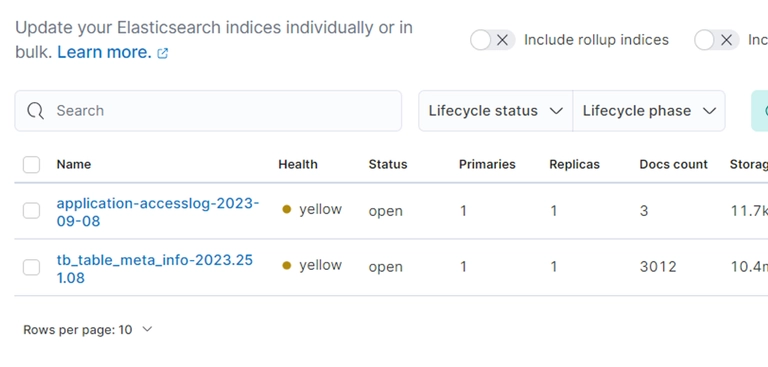 Update your Elasticsearch indices individually or in
bulk. Learn more.
Include rollup indices
Inc
Search
Lifecycle status
Lifecycle phase
Name Health Status Primaries Replicas Docs count Storag
application-accesslog-2023-
09-08
yellow open 1 1 3 11.7k
tb_table_meta_info-2023.25
1.08
yellow open 1 1 3012 10.4m
Rows per page: 10